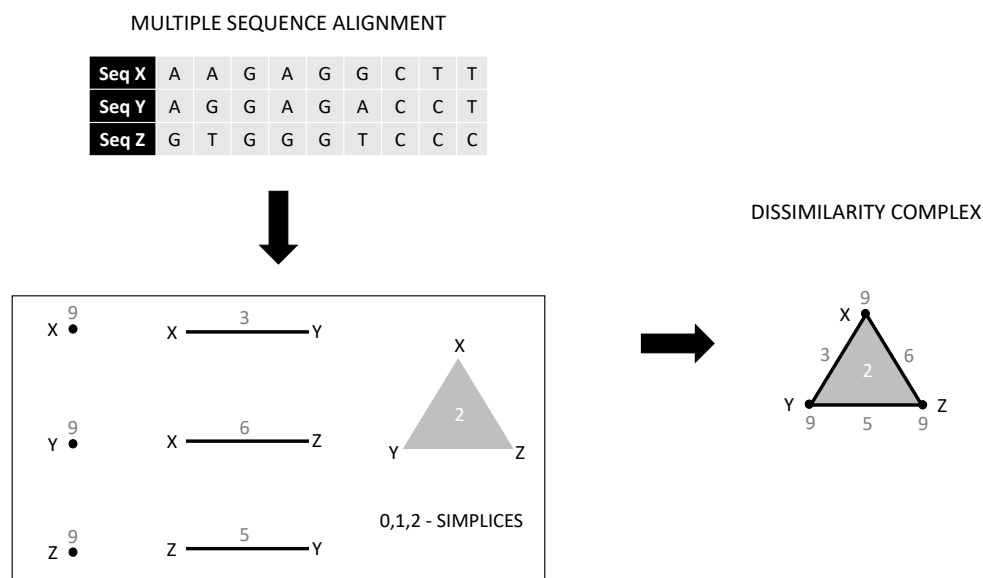 MULTIPLE SEQUENCE ALIGNMENT
Seq X A A G A G G C T T
Seq Y A G G A G A C C T
Seq Z G T G G G T C C C
DISSIMILARITY COMPLEX
9
X
3
X Y
X
2
Y Z
9
Y
6
X Z
9
Z
5
Z Y
0,1,2 - SIMPLICES
9
X
3 6
2
Y Z
9 5 9